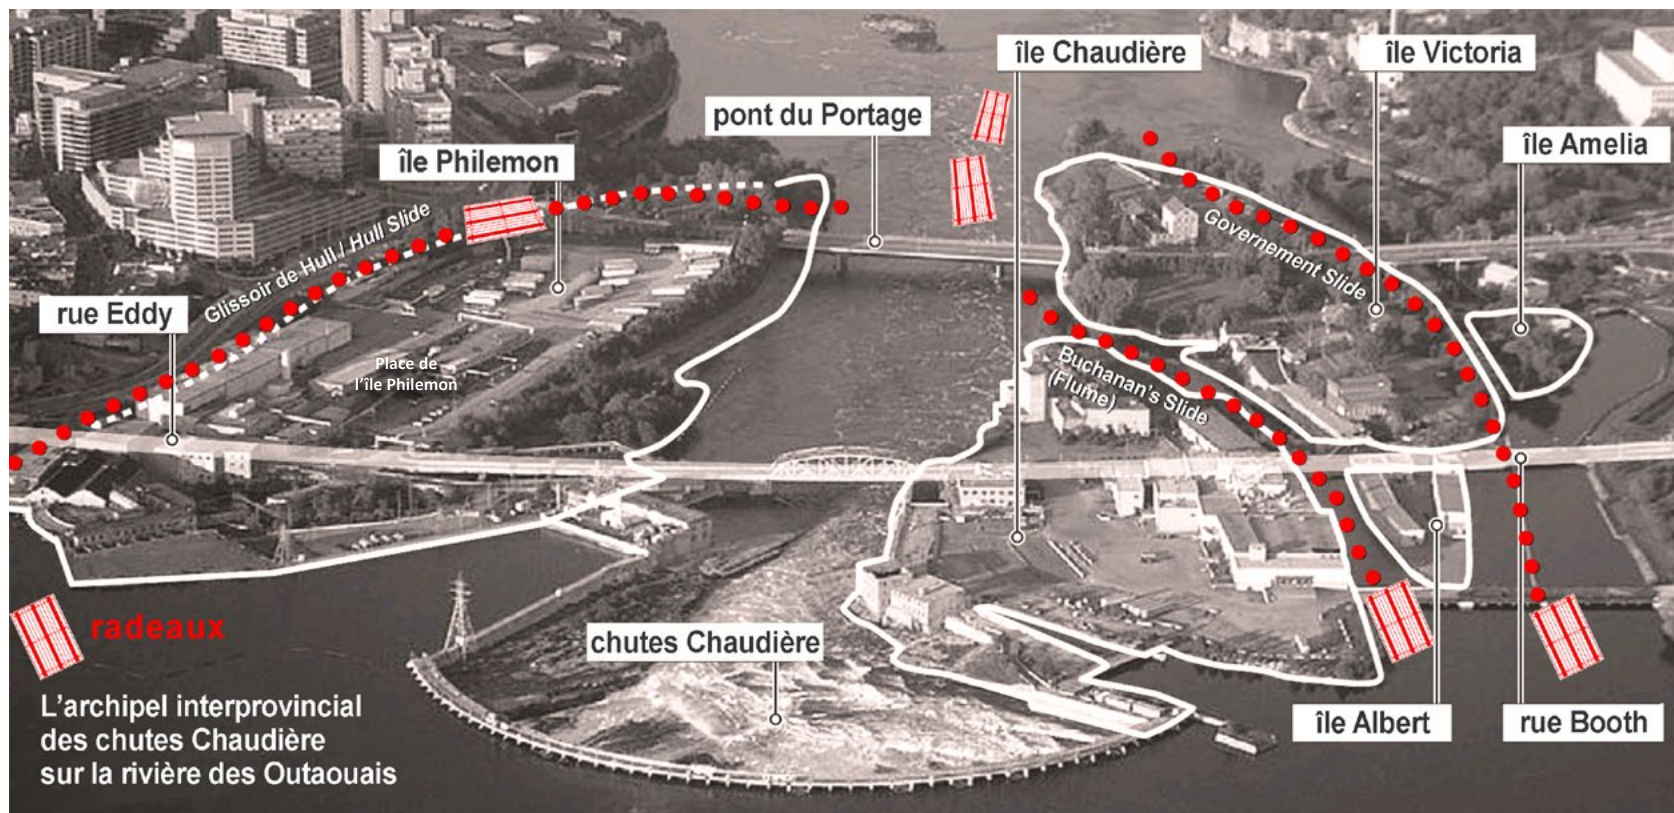 île Chaudière
île Victoria
pont du Portage
île Amelia
île Philemon
Glissoir de Hull / Hull Slide
Governement Slide
rue Eddy
Place de
l'île Philemon
Buchanan's Slide
(Flume)
radeaux
chutes Chaudière
L'archipel interprovincial
des chutes Chaudière
sur la rivière des Outaouais
île Albert
rue Booth